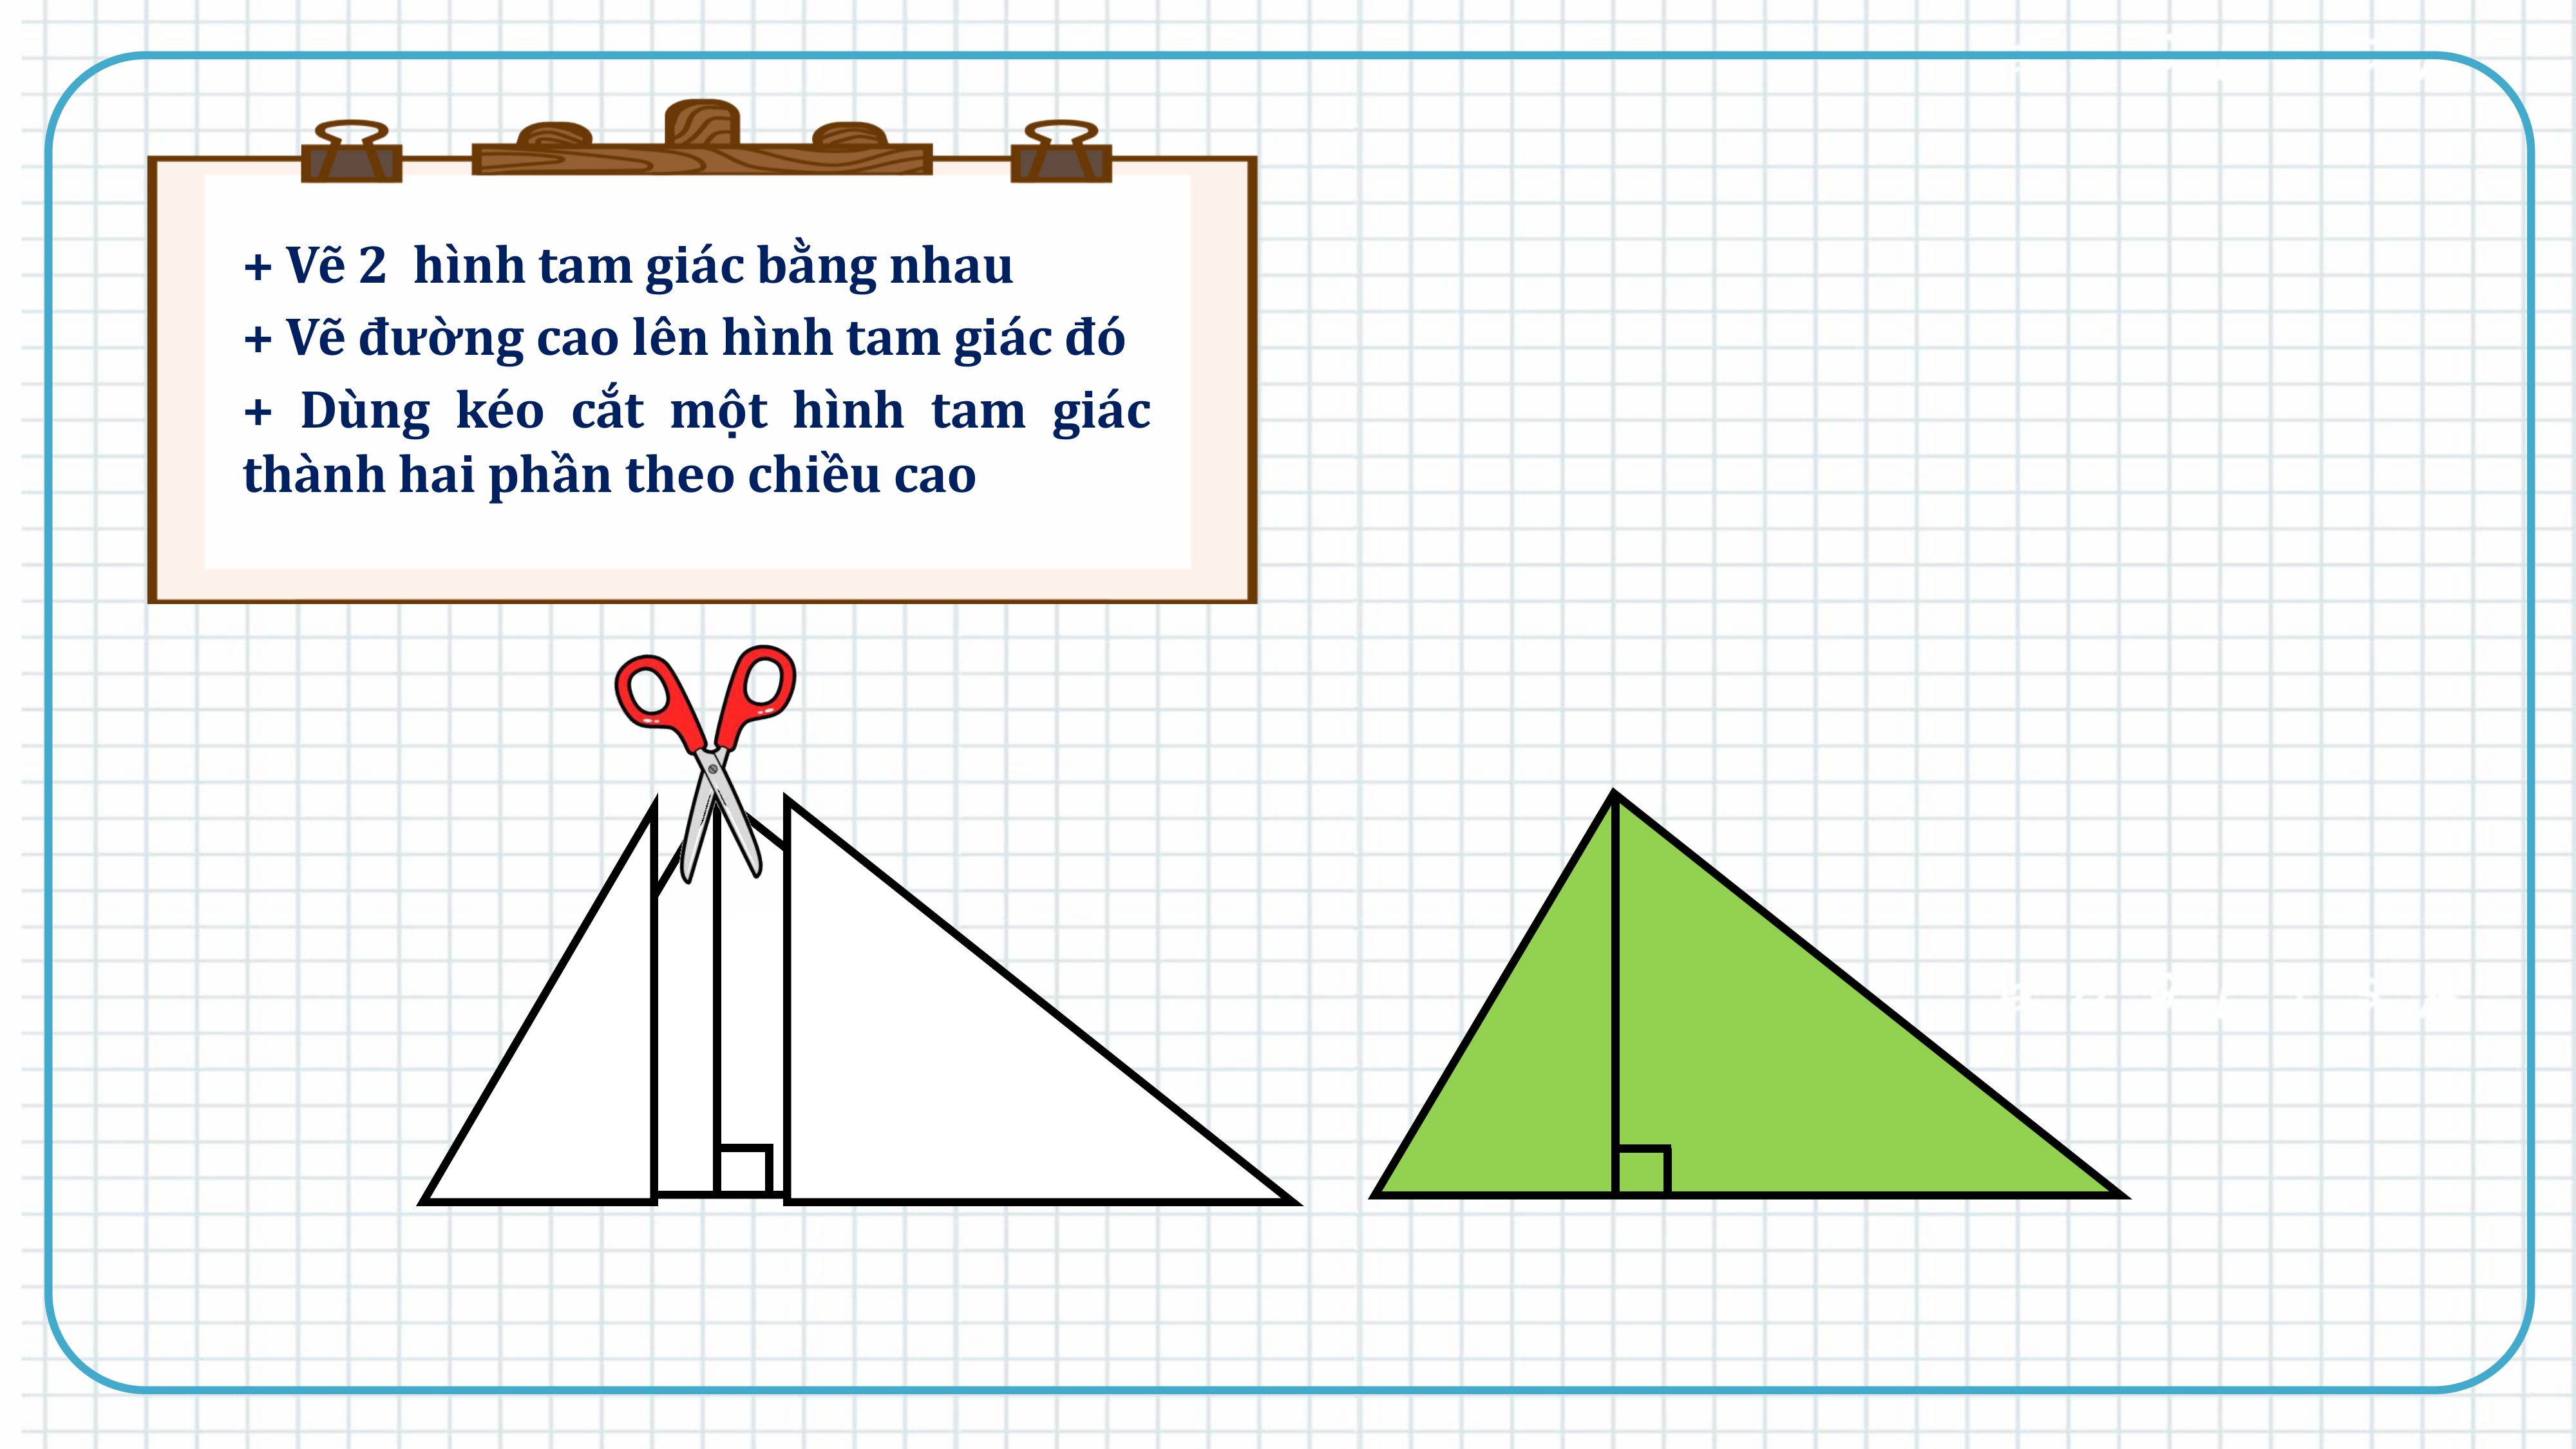 + Vẽ 2 hình tam giác bằng nhau
+ Vẽ đường cao lên hình tam giác đó
+ Dùng kéo cắt một hình tam giác
thành hai phần theo chiều cao